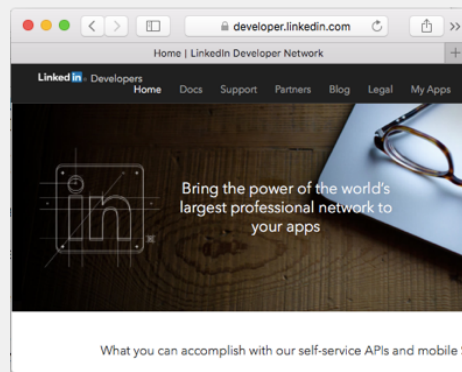 developer.linkedin.com
Home | LinkedIn Developer Network
Linked in Developers
Home Docs Support Partners Blog Legal My Apps
in
Bring the power of the world's
largest professional network to
your apps
What you can accomplish with our self-service APIs and mobile